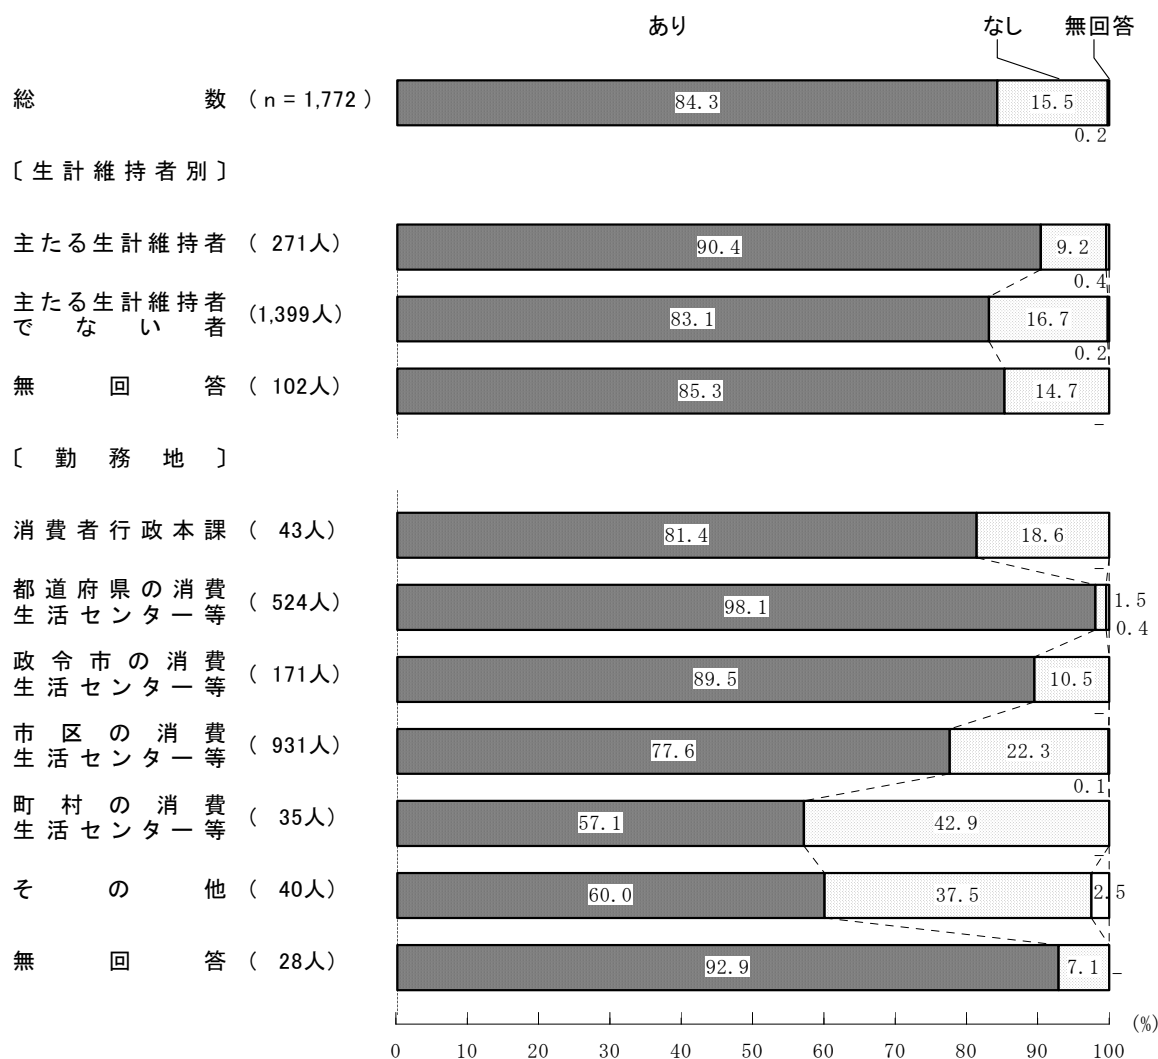 あり なし 無回答
総数 (n = 1,772) 84.3 15.5
0.2
〔生計維持者別〕
主たる生計維持者 (271人) 90.4 9.2
0.4
主たる生計維持者
でない者 (1,399人) 83.1 16.7
0.2
無回答 (102人) 85.3 14.7
−
〔勤務地〕
消費者行政本課 (43人) 81.4 18.6
−
都道府県の消費
生活センター等 (524人) 98.1 1.5
0.4
政令市の消費
生活センター等 (171人) 89.5 10.5
−
市区の消費
生活センター等 (931人) 77.6 22.3
0.1
町村の消費
生活センター等 (35人) 57.1 42.9
−
その他 (40人) 60.0 37.5 2.5
無回答 (28人) 92.9 7.1 −
(%)
0 10 20 30 40 50 60 70 80 90 100